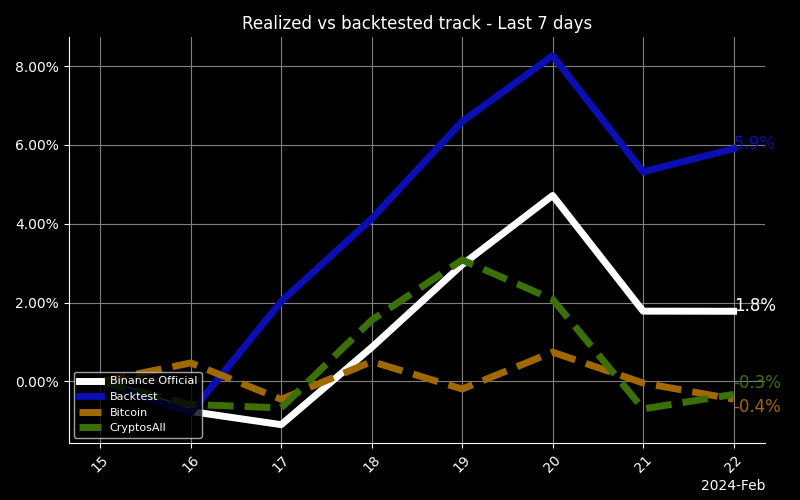 Realized vs backtested track - Last 7 days
8.00%
6.00%
4.00%
2.00%
0.00%
5.9%
1.8%
-0.3%
-0.4%
Binance Official
Backtest
Bitcoin
CryptosAll
15
16
17
18
19
20
21
22
2024-Feb